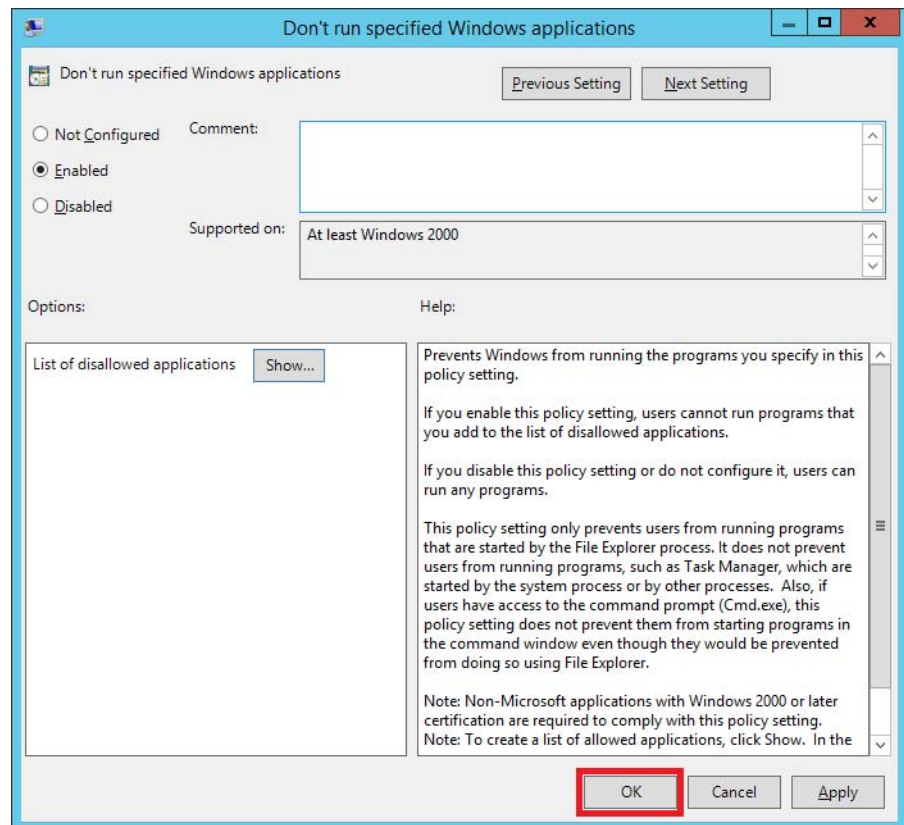 Don't run specified Windows applications
X
Don't run specified Windows applications
Previous Setting
Next Setting
Not Configured
Comment:
Enabled
Disabled
Supported on:
At least Windows 2000
Options:
Help:
List of disallowed applications
Show...
Prevents Windows from running the programs you specify in this
policy setting.
If you enable this policy setting, users cannot run programs that
you add to the list of disallowed applications.
If you disable this policy setting or do not configure it, users can
run any programs.
This policy setting only prevents users from running programs
that are started by the File Explorer process. It does not prevent
users from running programs, such as Task Manager, which are
started by the system process or by other processes.  Also, if
users have access to the command prompt (Cmd.exe), this
policy setting does not prevent them from starting programs in
the command window even though they would be prevented
from doing so using File Explorer.
Note: Non-Microsoft applications with Windows 2000 or later
certification are required to comply with this policy setting.
Note: To create a list of allowed applications, click Show.  In the
OK
Cancel
Apply